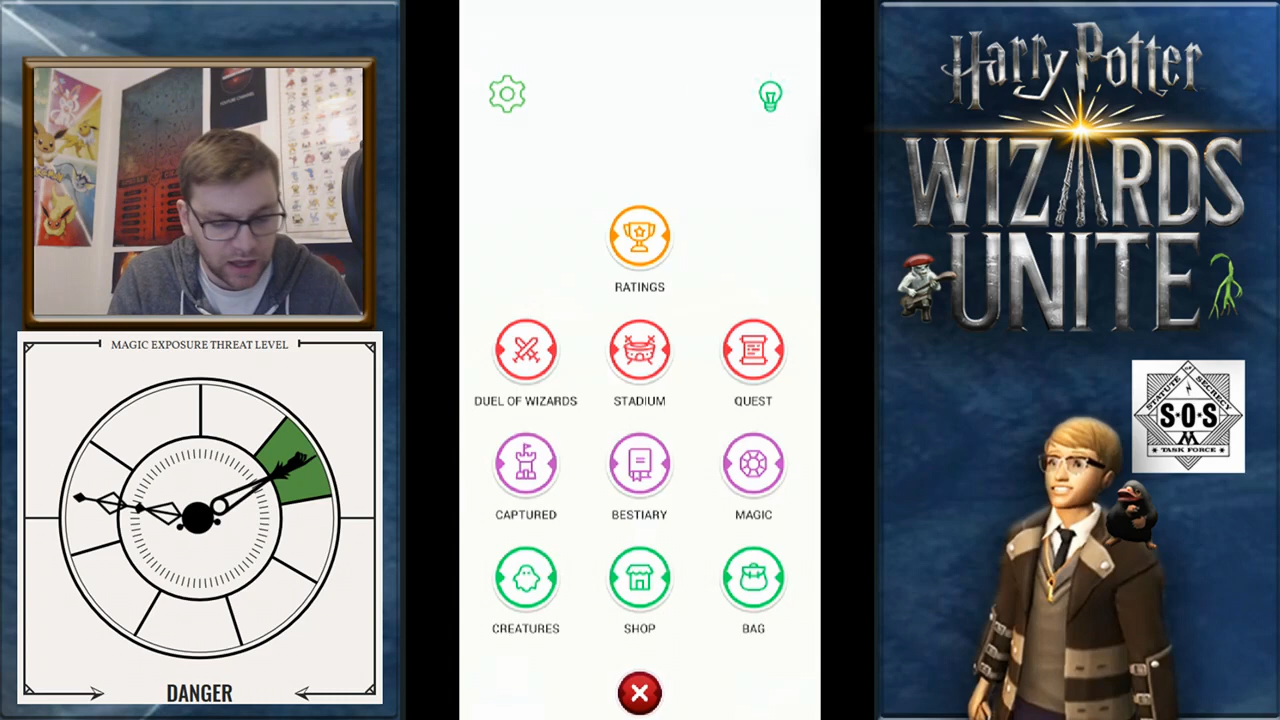 MAGIC EXPOSURE THREAT LEVEL
DANGER
RATINGS
DUEL OF WIZARDS
STADIUM
QUEST
CAPTURED
BESTIARY
MAGIC
CREATURES
SHOP
BAG
Harry Potter
WIZARDS
UNITE
STATUTE OF SECRECY
S·O·S
TASK FORCE